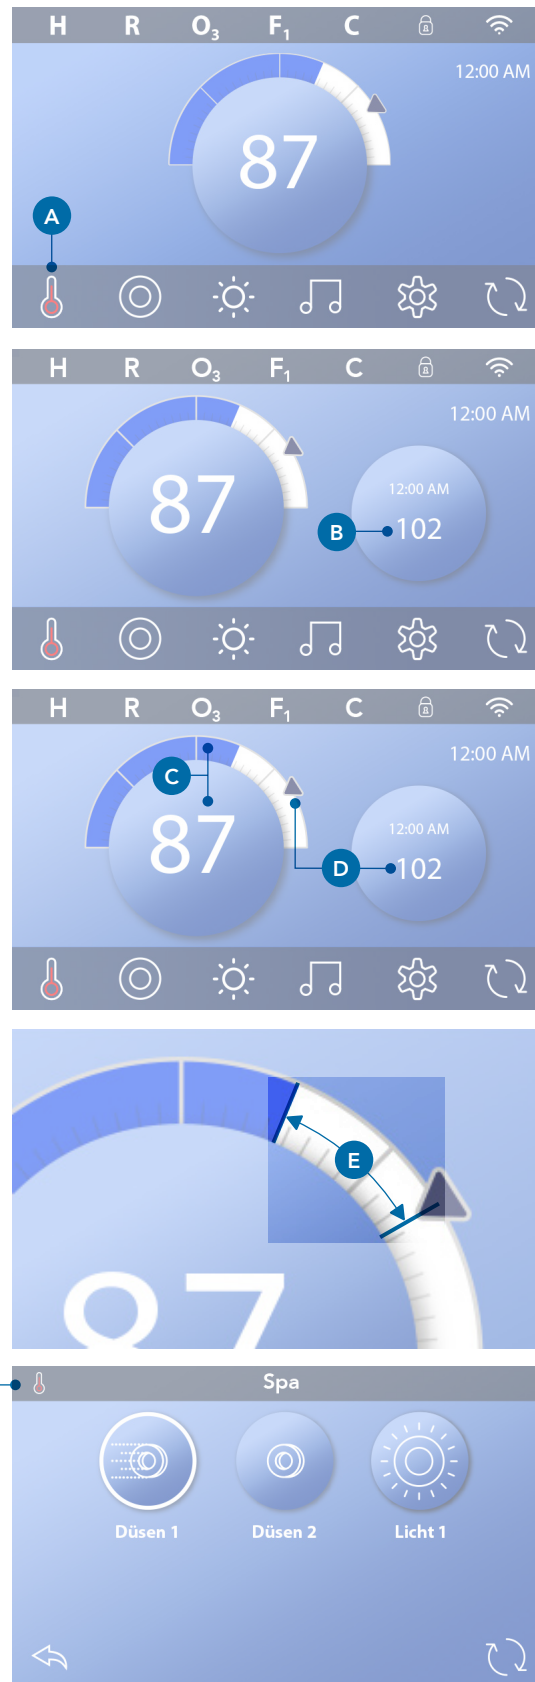 H R O3 F1 C
12:00 AM
87
A
H R O3 F1 C
12:00 AM
87
12:00 AM
B
102
H R O3 F1 C
12:00 AM
C
87
12:00 AM
D
102
E
87
Spa
Düsen 1 Düsen 2 Licht 1